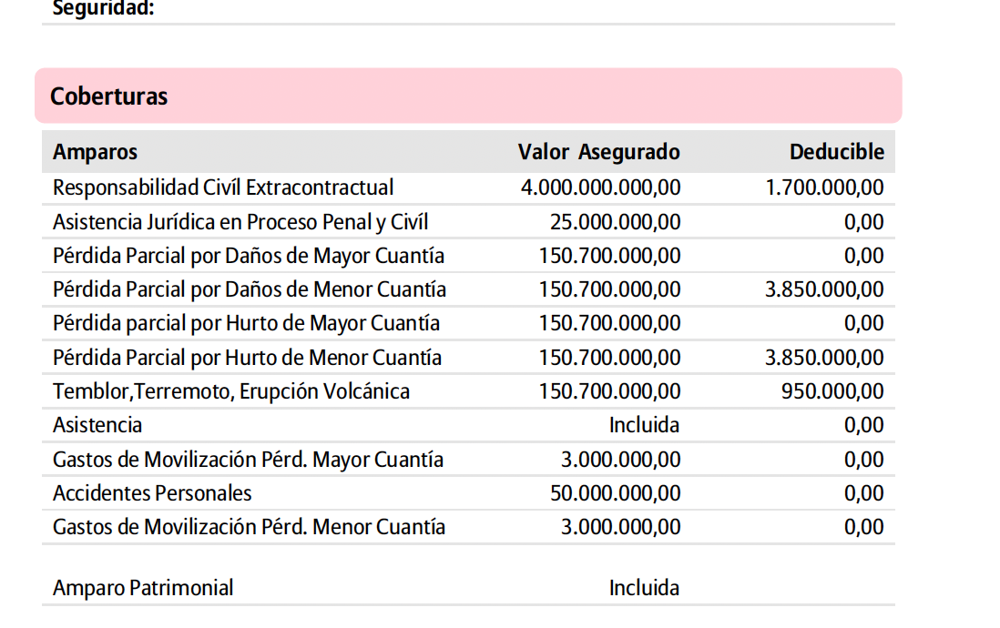 Seguridad:
Coberturas
Amparos Valor Asegurado Deducible
Responsabilidad Civíl Extracontractual 4.000.000.000,00 1.700.000,00
Asistencia Jurídica en Proceso Penal y Civíl 25.000.000,00 0,00
Pérdida Parcial por Daños de Mayor Cuantía 150.700.000,00 0,00
Pérdida Parcial por Daños de Menor Cuantía 150.700.000,00 3.850.000,00
Pérdida parcial por Hurto de Mayor Cuantía 150.700.000,00 0,00
Pérdida Parcial por Hurto de Menor Cuantía 150.700.000,00 3.850.000,00
Temblor,Terremoto, Erupción Volcánica 150.700.000,00 950.000,00
Asistencia Incluida 0,00
Gastos de Movilización Pérd. Mayor Cuantía 3.000.000,00 0,00
Accidentes Personales 50.000.000,00 0,00
Gastos de Movilización Pérd. Menor Cuantía 3.000.000,00 0,00
Amparo Patrimonial Incluida